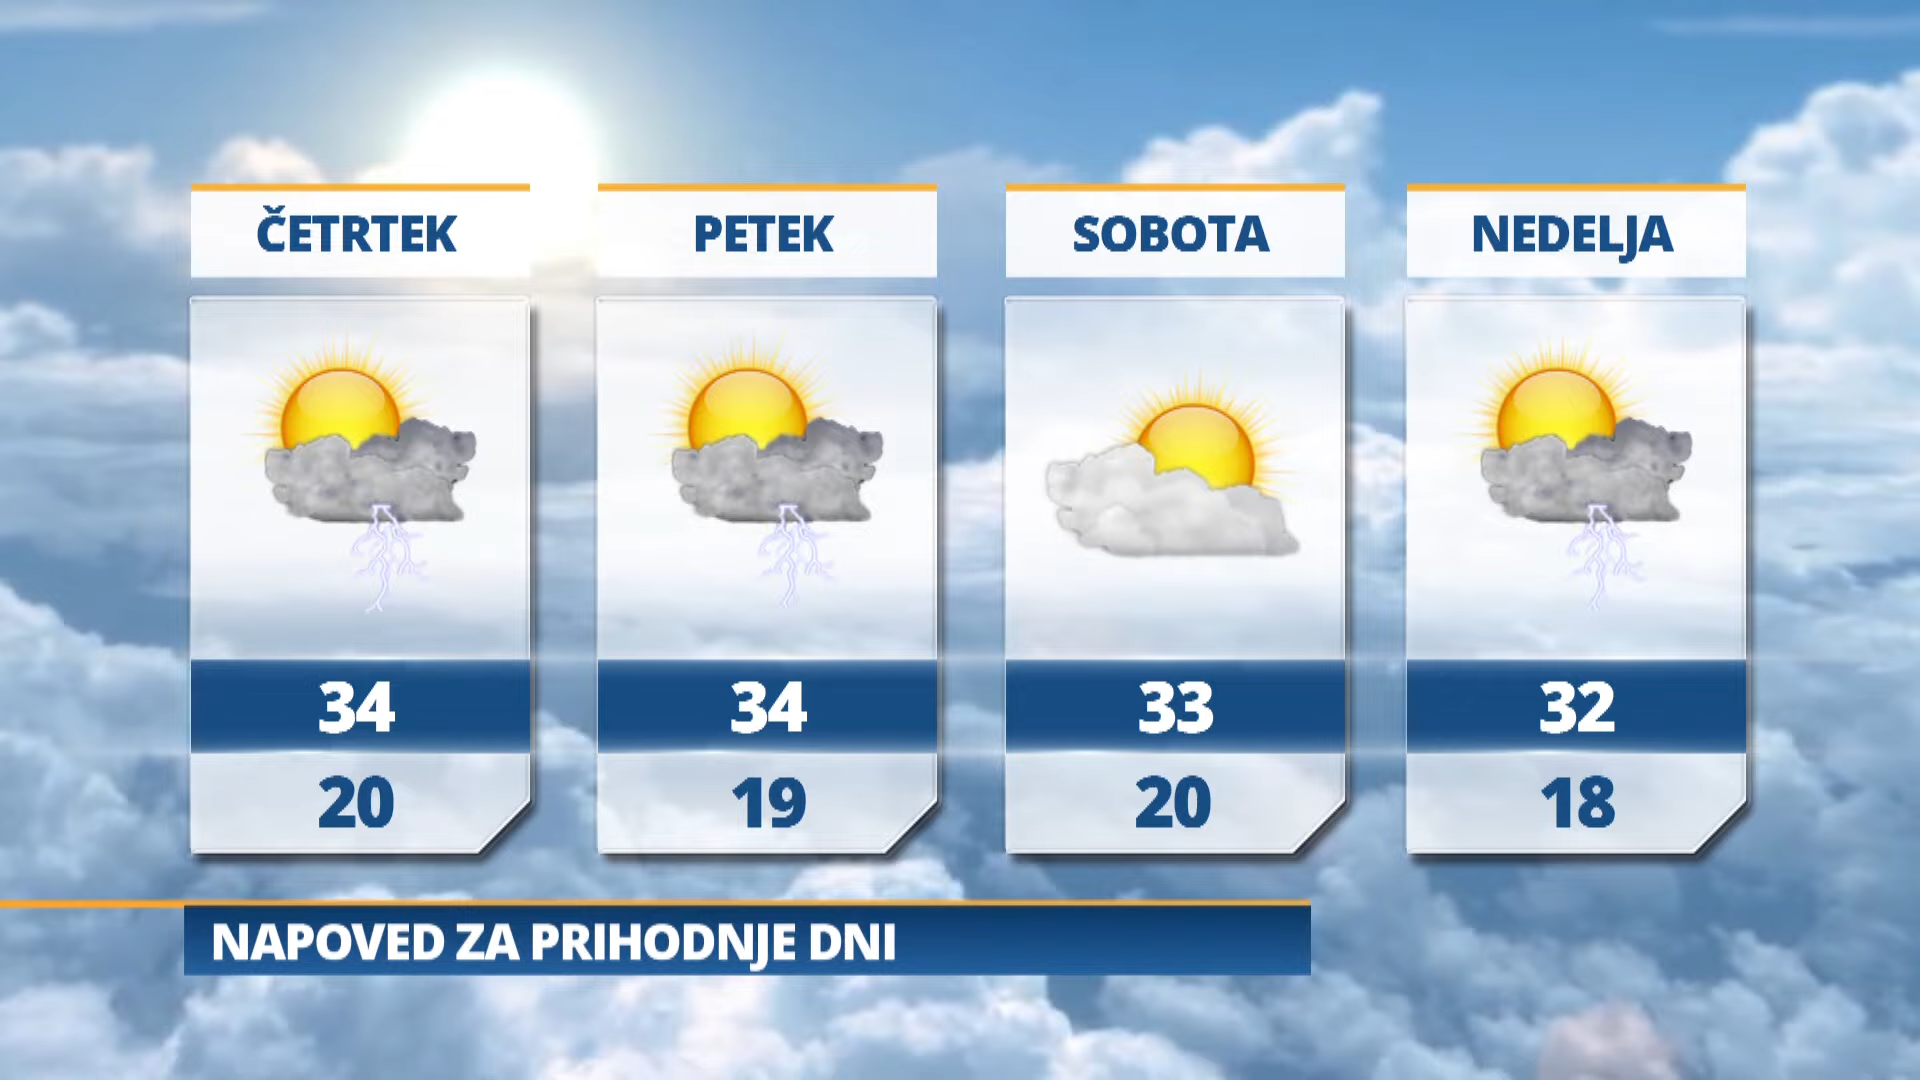 ČETRTEK
PETEK
SOBOTA
NEDELJA
34
34
33
32
20
19
20
18
NAPOVED ZA PRIHODNJE DNI